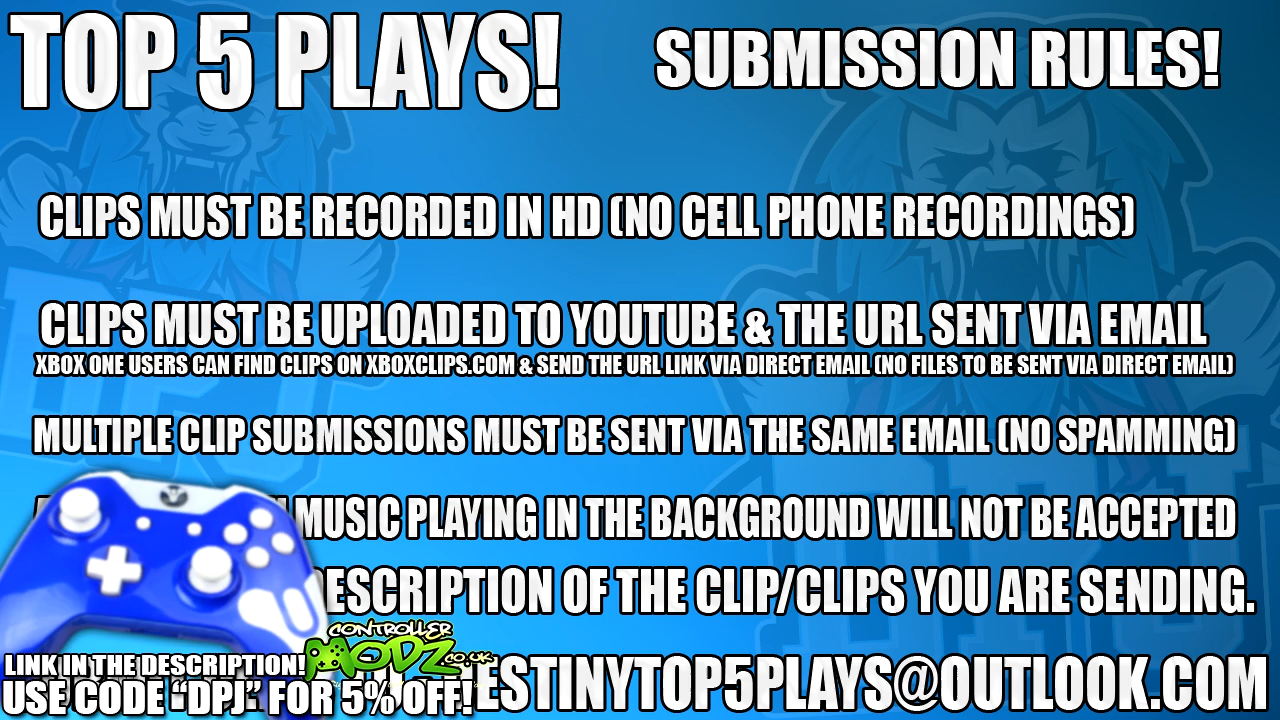 TOP 5 PLAYS!
SUBMISSION RULES!
CLIPS MUST BE RECORDED IN HD (NO CELL PHONE RECORDINGS)
CLIPS MUST BE UPLOADED TO YOUTUBE & THE URL SENT VIA EMAIL
XBOX ONE USERS CAN FIND CLIPS ON XBOXCLIPS.COM & SEND THE URL LINK VIA DIRECT EMAIL (NO FILES TO BE SENT VIA DIRECT EMAIL)
MULTIPLE CLIP SUBMISSIONS MUST BE SENT VIA THE SAME EMAIL (NO SPAMMING)
MUSIC PLAYING IN THE BACKGROUND WILL NOT BE ACCEPTED
ESCRIPTION OF THE CLIP/CLIPS YOU ARE SENDING.
CONTROLLER
MODZ.CO.UK
LINK IN THE DESCRIPTION!
ESTINYTOP5PLAYS@OUTLOOK.COM
USE CODE “DPJ” FOR 5% OFF!